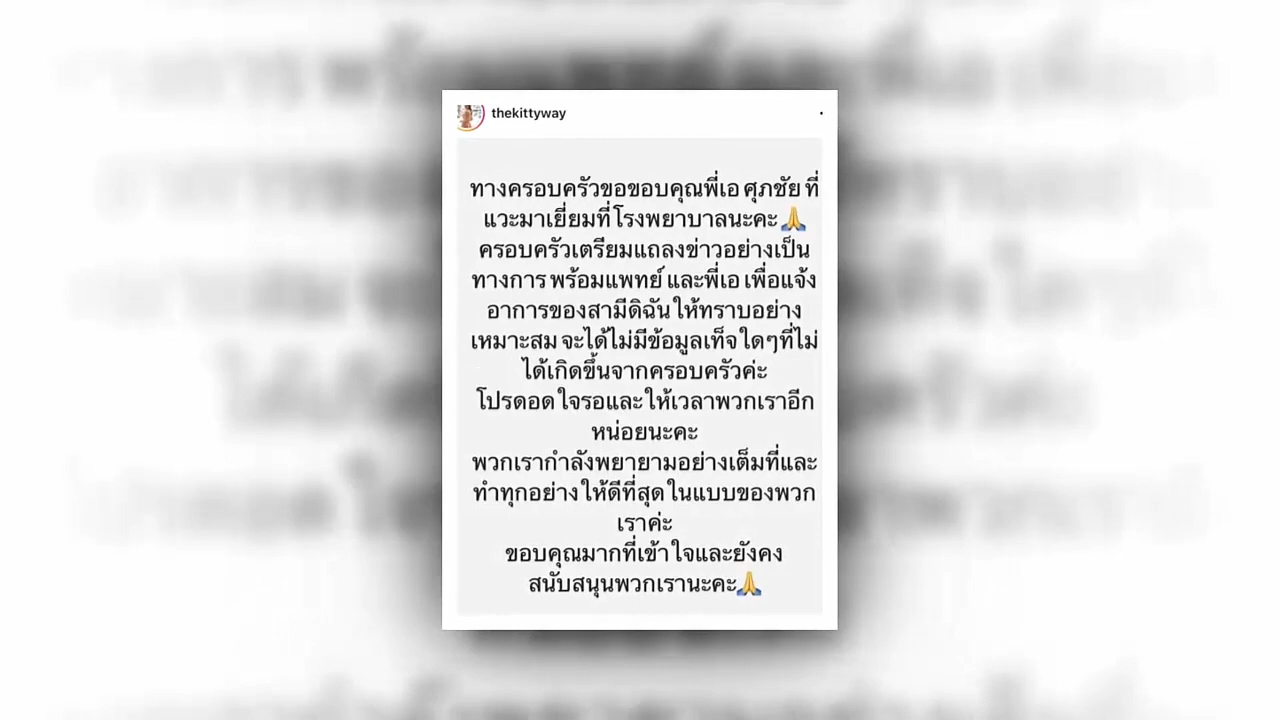 thekittyway
ทางครอบครัวขอขอบคุณพี่เอ ศุภชัย ที่
แวะมาเยี่ยมที่โรงพยาบาลนะคะ🙏
ครอบครัวเตรียมแถลงข่าวอย่างเป็น
ทางการ พร้อมแพทย์ และพี่เอ เพื่อแจ้ง
อาการของสามีดิฉัน ให้ทราบอย่าง
เหมาะสม จะได้ไม่มีข้อมูลเท็จ ใดๆที่ไม่
ได้เกิดขึ้นจากครอบครัวค่ะ
โปรดอด ใจรอและ ให้เวลาพวกเราอีก
หน่อยนะคะ
พวกเรากำลังพยายามอย่างเต็มที่และ
ทำทุกอย่าง ให้ดีที่สุด ในแบบของพวก
เราค่ะ
ขอบคุณมากที่เข้า ใจและยังคง
สนับสนุนพวกเรานะคะ🙏